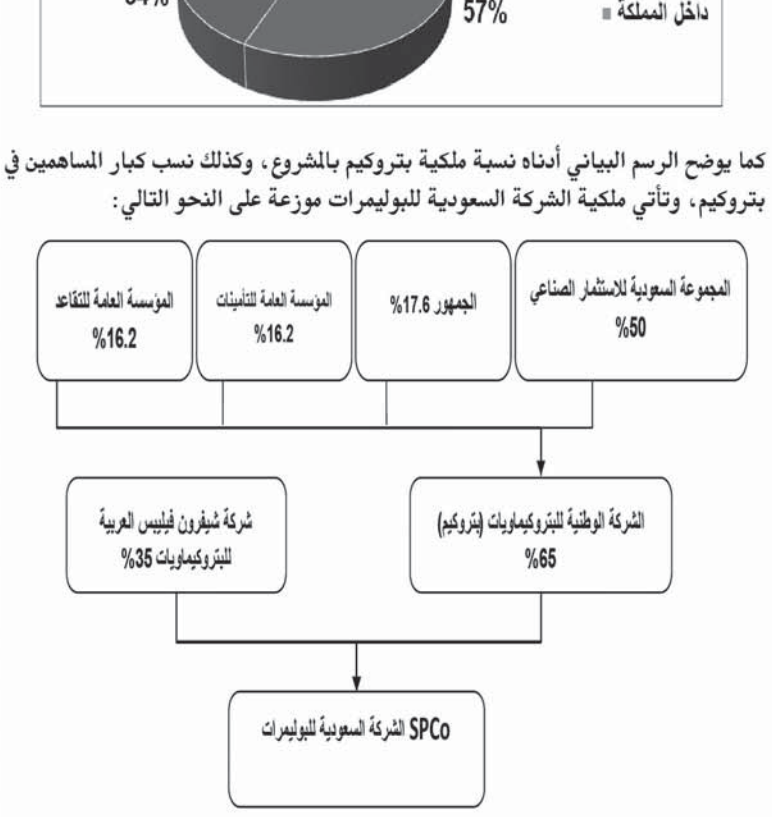 57%
داخل المملكة
كما يوضح الرسم البياني أدناه نسبة ملكية بتروكيم بالمشروع، وكذلك نسب كبار المساهمين في
بتروكيم، وتأتي ملكية الشركة السعودية للبوليمرات موزعة على النحو التالي:
المجموعة السعودية للاستثمار الصناعي
%50
الجمهور 17.6%
المؤسسة العامة للتأمينات
%16.2
المؤسسة العامة للتقاعد
%16.2
الشركة الوطنية للبتروكيماويات (بتروكيم)
%65
شركة شيفرون فيليبس العربية
للبتروكيماويات 35%
SPCo الشركة السعودية للبوليمرات